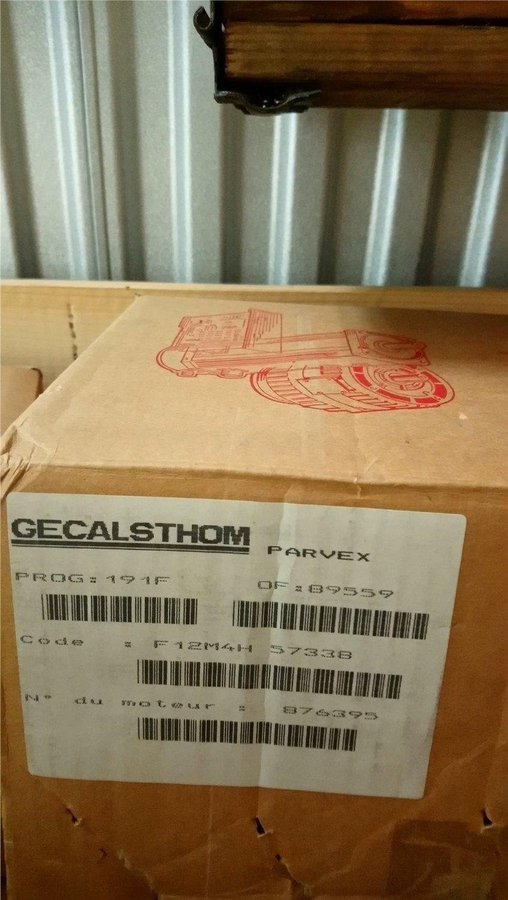 GECALSTHOM PARVEX
PROG:191F OF:89559
Code : F12M4H 57338
N° du moteur : 876395